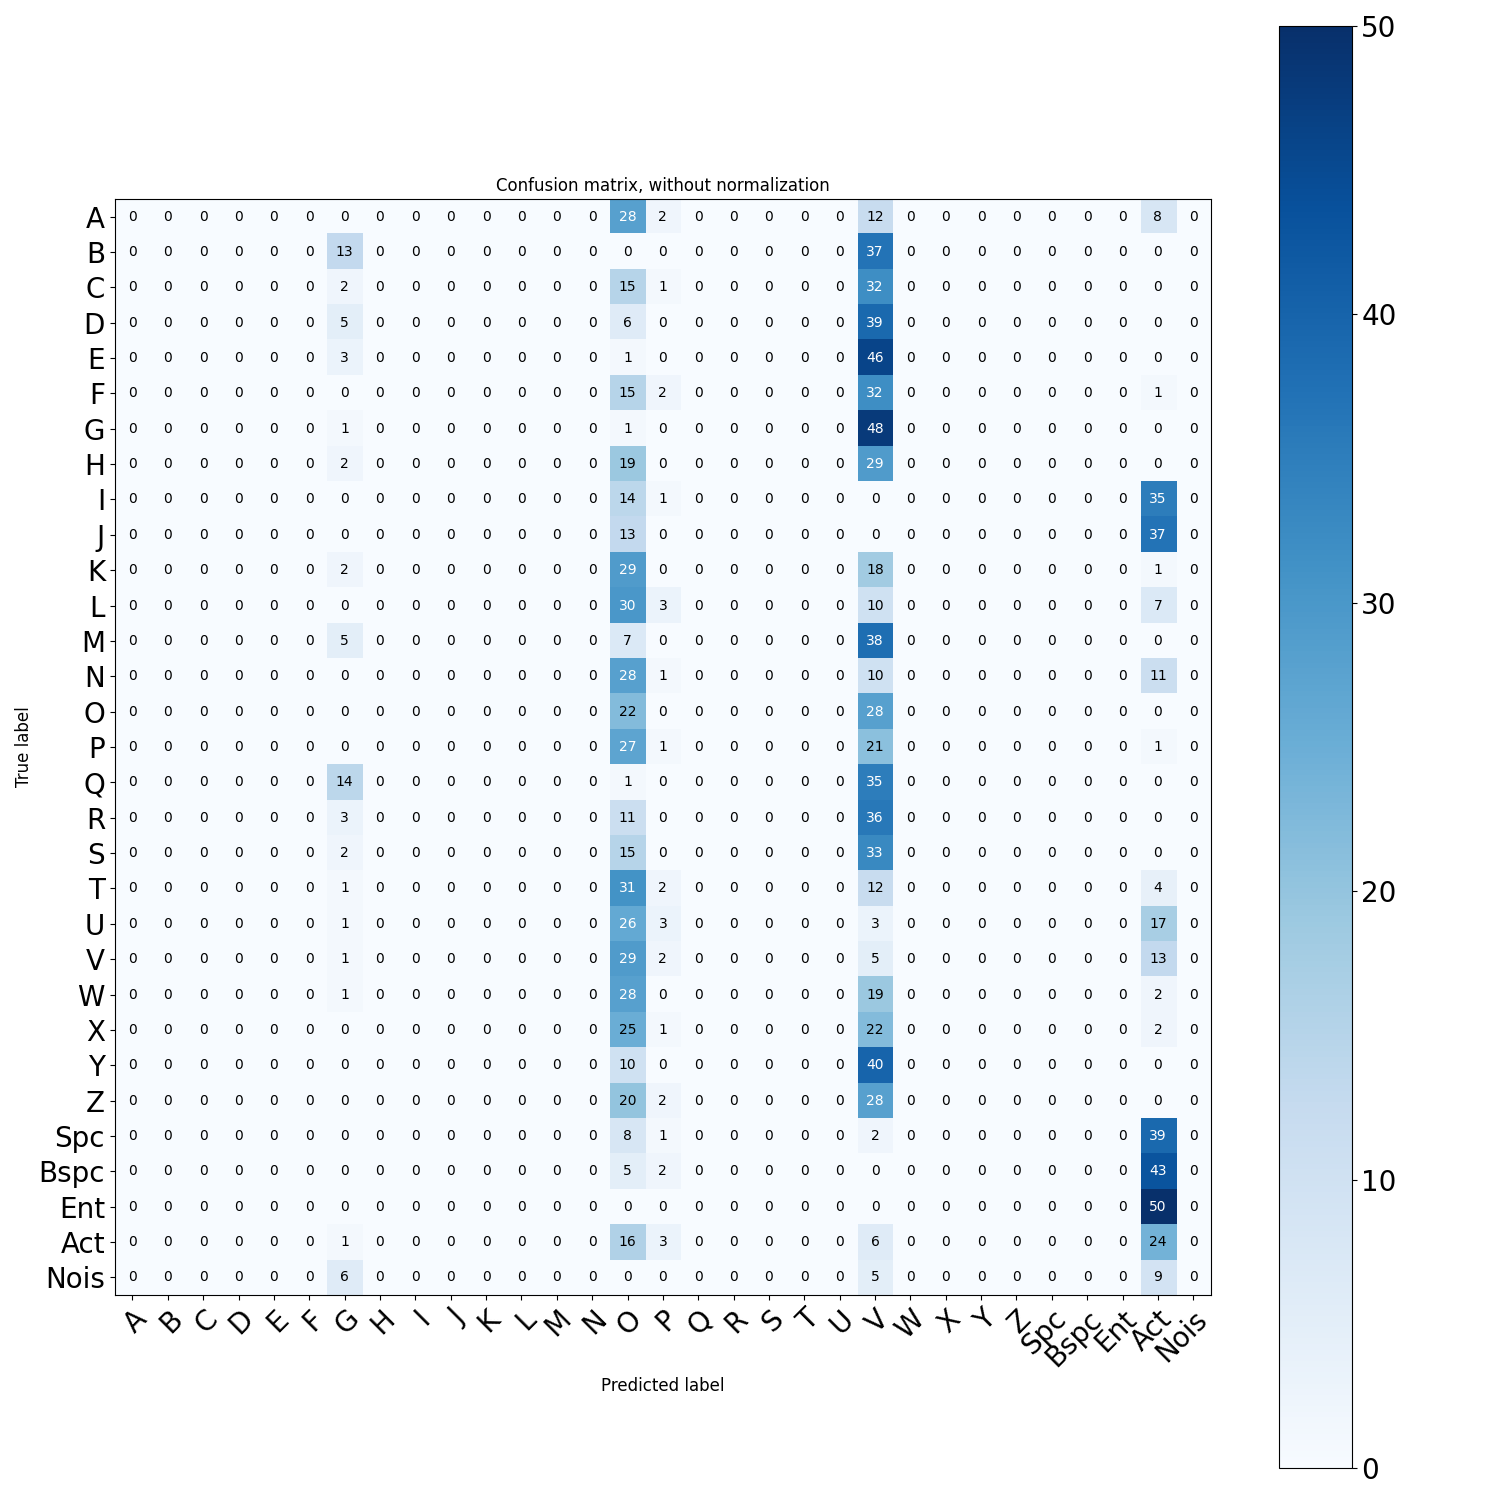 Confusion matrix, without normalization
A 0 0 0 0 0 0 0 0 0 0 0 0 0 0 28 2 0 0 0 0 0 12 0 0 0 0 0 0 0 8 0
B 0 0 0 0 0 0 13 0 0 0 0 0 0 0 0 0 0 0 0 0 0 37 0 0 0 0 0 0 0 0 0
C 0 0 0 0 0 0 2 0 0 0 0 0 0 0 15 1 0 0 0 0 0 32 0 0 0 0 0 0 0 0 0
D 0 0 0 0 0 0 5 0 0 0 0 0 0 0 6 0 0 0 0 0 0 39 0 0 0 0 0 0 0 0 0
E 0 0 0 0 0 0 3 0 0 0 0 0 0 0 1 0 0 0 0 0 0 46 0 0 0 0 0 0 0 0 0
F 0 0 0 0 0 0 0 0 0 0 0 0 0 0 15 2 0 0 0 0 0 32 0 0 0 0 0 0 0 1 0
G 0 0 0 0 0 0 1 0 0 0 0 0 0 0 1 0 0 0 0 0 0 48 0 0 0 0 0 0 0 0 0
H 0 0 0 0 0 0 2 0 0 0 0 0 0 0 19 0 0 0 0 0 0 29 0 0 0 0 0 0 0 0 0
I 0 0 0 0 0 0 0 0 0 0 0 0 0 0 14 1 0 0 0 0 0 0 0 0 0 0 0 0 0 35 0
J 0 0 0 0 0 0 0 0 0 0 0 0 0 0 13 0 0 0 0 0 0 0 0 0 0 0 0 0 0 37 0
K 0 0 0 0 0 0 2 0 0 0 0 0 0 0 29 0 0 0 0 0 0 18 0 0 0 0 0 0 0 1 0
L 0 0 0 0 0 0 0 0 0 0 0 0 0 0 30 3 0 0 0 0 0 10 0 0 0 0 0 0 0 7 0
M 0 0 0 0 0 0 5 0 0 0 0 0 0 0 7 0 0 0 0 0 0 38 0 0 0 0 0 0 0 0 0
N 0 0 0 0 0 0 0 0 0 0 0 0 0 0 28 1 0 0 0 0 0 10 0 0 0 0 0 0 0 11 0
O 0 0 0 0 0 0 0 0 0 0 0 0 0 0 22 0 0 0 0 0 0 28 0 0 0 0 0 0 0 0 0
P 0 0 0 0 0 0 0 0 0 0 0 0 0 0 27 1 0 0 0 0 0 21 0 0 0 0 0 0 0 1 0
Q 0 0 0 0 0 0 14 0 0 0 0 0 0 0 1 0 0 0 0 0 0 35 0 0 0 0 0 0 0 0 0
R 0 0 0 0 0 0 3 0 0 0 0 0 0 0 11 0 0 0 0 0 0 36 0 0 0 0 0 0 0 0 0
S 0 0 0 0 0 0 2 0 0 0 0 0 0 0 15 0 0 0 0 0 0 33 0 0 0 0 0 0 0 0 0
T 0 0 0 0 0 0 1 0 0 0 0 0 0 0 31 2 0 0 0 0 0 12 0 0 0 0 0 0 0 4 0
U 0 0 0 0 0 0 1 0 0 0 0 0 0 0 26 3 0 0 0 0 0 3 0 0 0 0 0 0 0 17 0
V 0 0 0 0 0 0 1 0 0 0 0 0 0 0 29 2 0 0 0 0 0 5 0 0 0 0 0 0 0 13 0
W 0 0 0 0 0 0 1 0 0 0 0 0 0 0 28 0 0 0 0 0 0 19 0 0 0 0 0 0 0 2 0
X 0 0 0 0 0 0 0 0 0 0 0 0 0 0 25 1 0 0 0 0 0 22 0 0 0 0 0 0 0 2 0
Y 0 0 0 0 0 0 0 0 0 0 0 0 0 0 10 0 0 0 0 0 0 40 0 0 0 0 0 0 0 0 0
Z 0 0 0 0 0 0 0 0 0 0 0 0 0 0 20 2 0 0 0 0 0 28 0 0 0 0 0 0 0 0 0
Spc 0 0 0 0 0 0 0 0 0 0 0 0 0 0 8 1 0 0 0 0 0 2 0 0 0 0 0 0 0 39 0
Bspc 0 0 0 0 0 0 0 0 0 0 0 0 0 0 5 2 0 0 0 0 0 0 0 0 0 0 0 0 0 43 0
Ent 0 0 0 0 0 0 0 0 0 0 0 0 0 0 0 0 0 0 0 0 0 0 0 0 0 0 0 0 0 50 0
Act 0 0 0 0 0 0 1 0 0 0 0 0 0 0 16 3 0 0 0 0 0 6 0 0 0 0 0 0 0 24 0
Nois 0 0 0 0 0 0 6 0 0 0 0 0 0 0 0 0 0 0 0 0 0 5 0 0 0 0 0 0 0 9 0
A B C D E F G H I J K L M N O P Q R S T U V W X Y Z Spc Bspc Ent Act Nois
Predicted label
True label
50
40
30
20
10
0